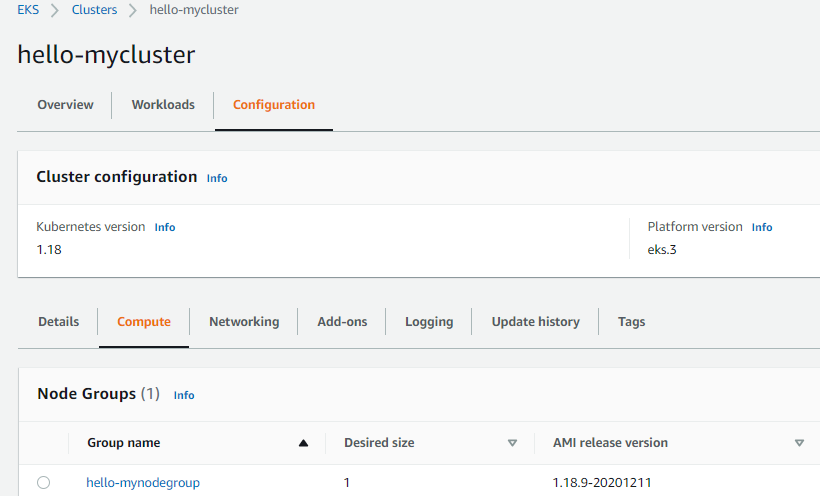 EKS > Clusters > hello-mycluster
hello-mycluster
Overview Workloads Configuration
Cluster configuration Info
Kubernetes version Info Platform version Info
1.18 eks.3
Details Compute Networking Add-ons Logging Update history Tags
Node Groups (1) Info
Group name Desired size AMI release version
hello-mynodegroup 1 1.18.9-20201211